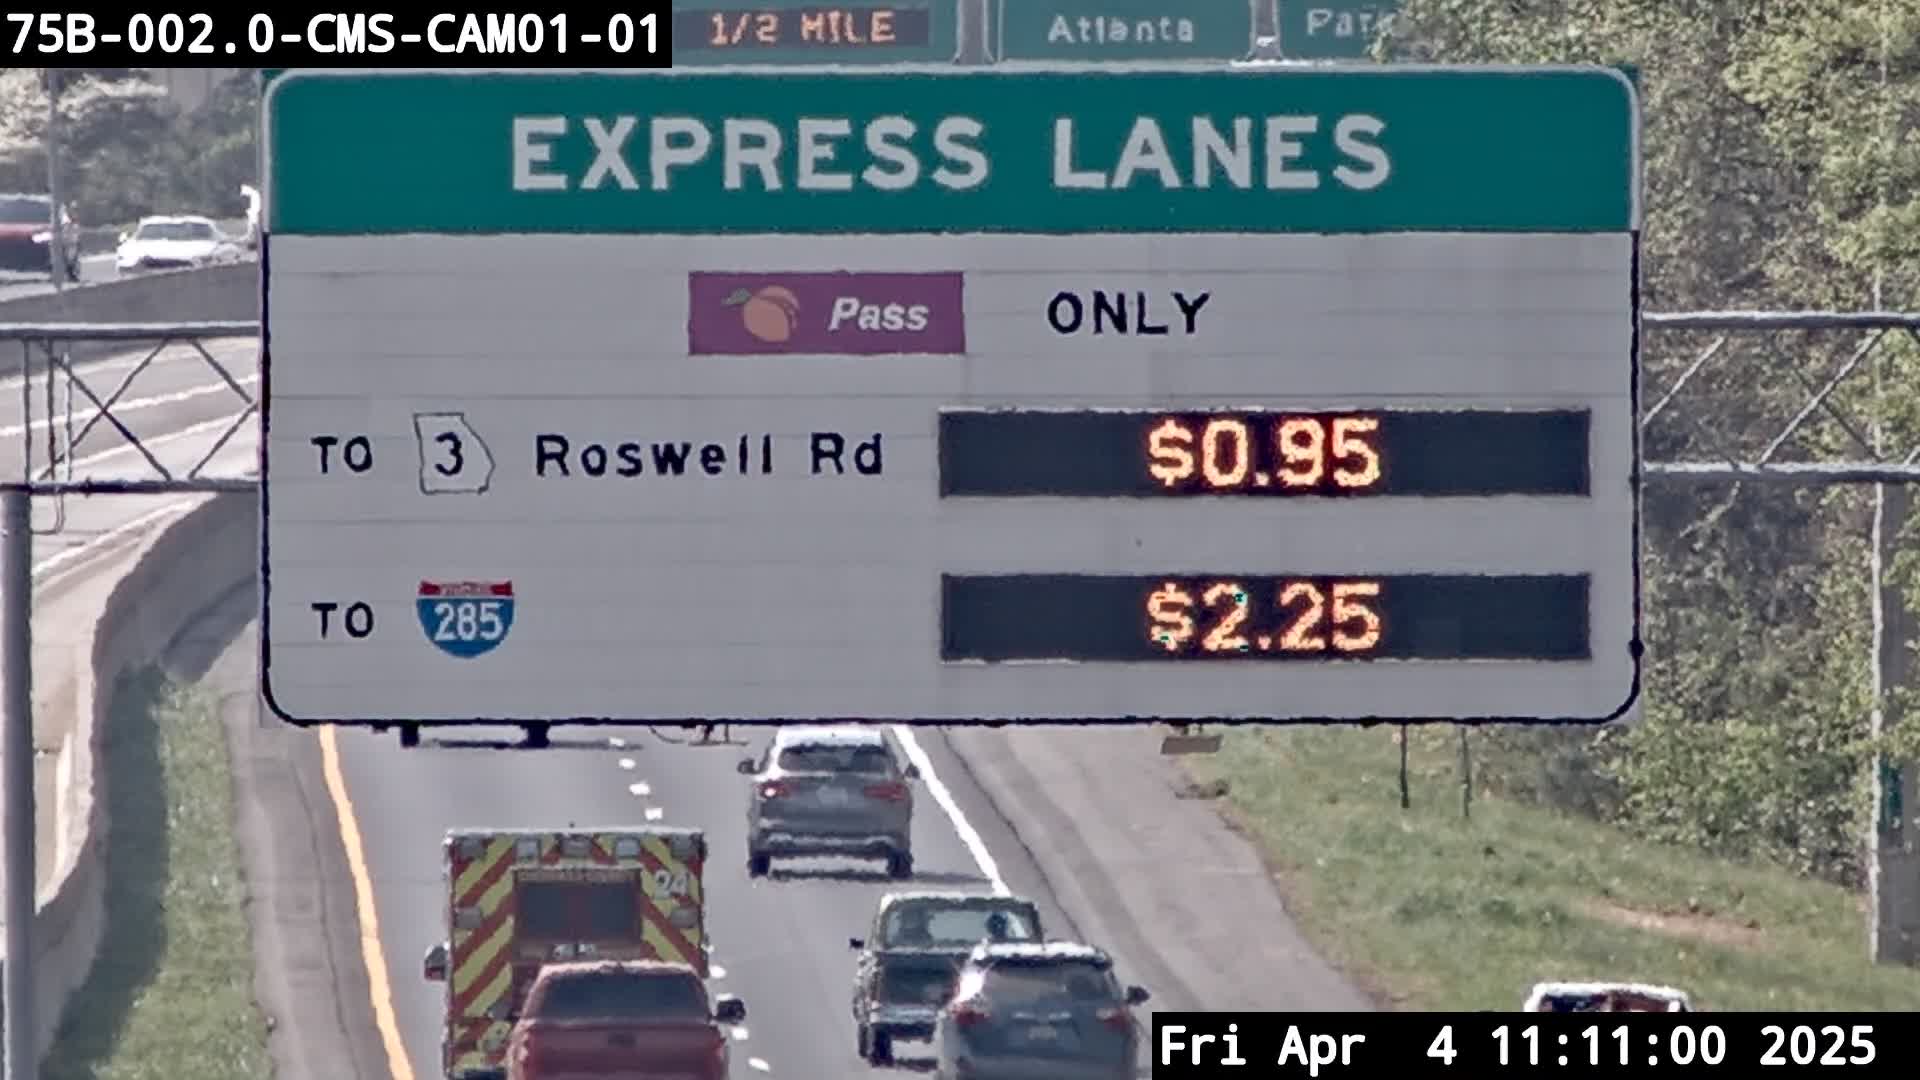 75B-002.0-CMS-CAM01-01
1/2 MILE
Atlanta
EXPRESS LANES
Pass ONLY
TO 3 Roswell Rd $0.95
TO 285 $2.25
24
Fri Apr 4 11:11:00 2025